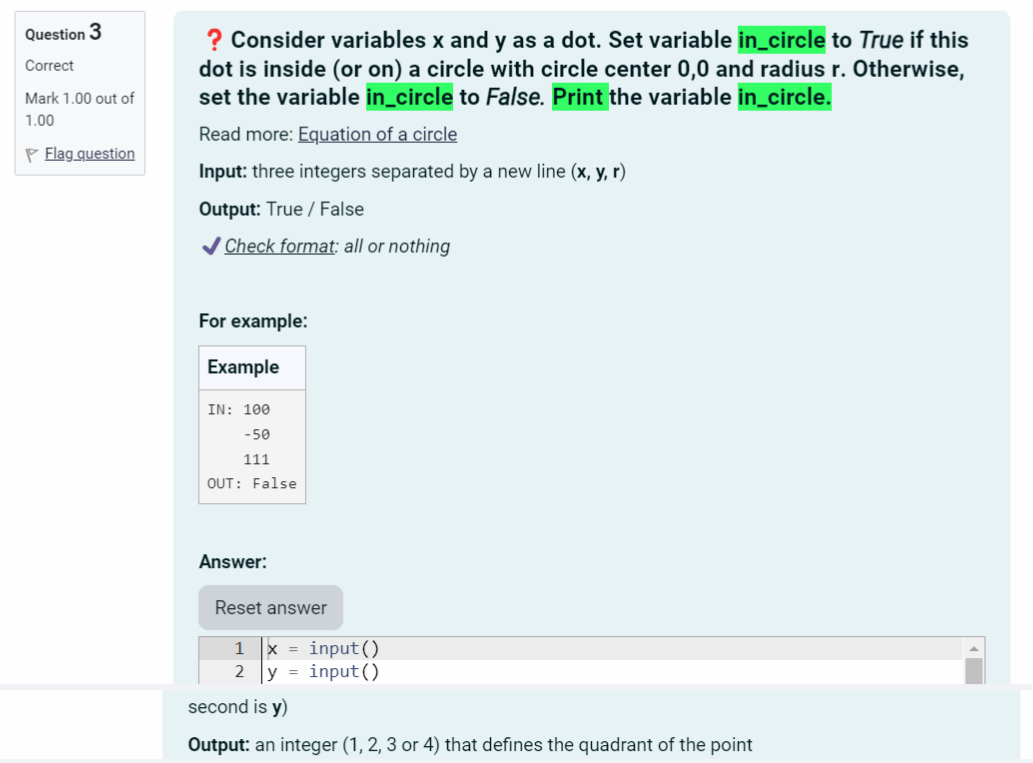 Question 3
Correct
Mark 1.00 out of
1.00
Flag question
❓ Consider variables x and y as a dot. Set variable in_circle to True if this
dot is inside (or on) a circle with circle center 0,0 and radius r. Otherwise,
set the variable in_circle to False. Print the variable in_circle.
Read more: Equation of a circle
Input: three integers separated by a new line (x, y, r)
Output: True / False
✔ Check format: all or nothing
For example:
Example
IN: 100
-50
111
OUT: False
Answer:
Reset answer
1 x = input()
2 y = input()
second is y)
Output: an integer (1, 2, 3 or 4) that defines the quadrant of the point